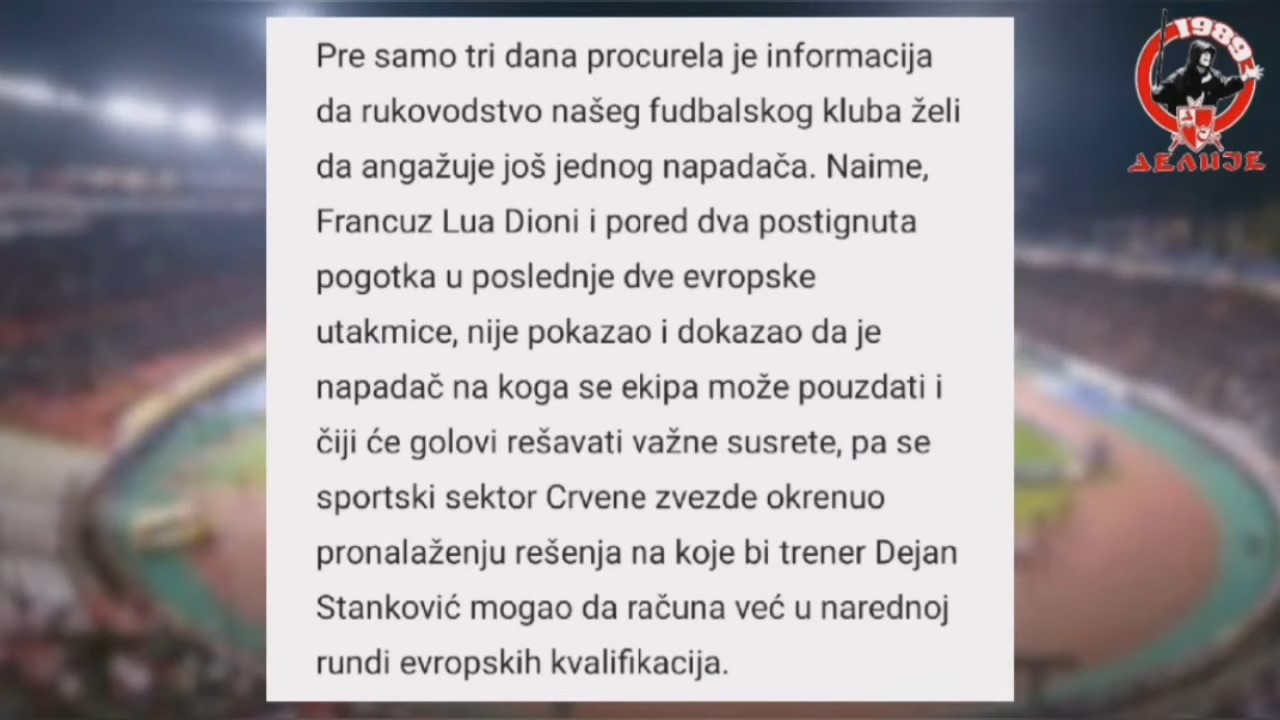 Pre samo tri dana procurela je informacija
da rukovodstvo našeg fudbalskog kluba želi
da angažuje još jednog napadača. Naime,
Francuz Lua Dioni i pored dva postignuta
pogotka u poslednje dve evropske
utakmice, nije pokazao i dokazao da je
napadač na koga se ekipa može pouzdati i
čiji će golovi rešavati važne susrete, pa se
sportski sektor Crvene zvezde okrenuo
pronalaženju rešenja na koje bi trener Dejan
Stanković mogao da računa već u narednoj
rundi evropskih kvalifikacija.
1989
ДЕЛИЈЕ